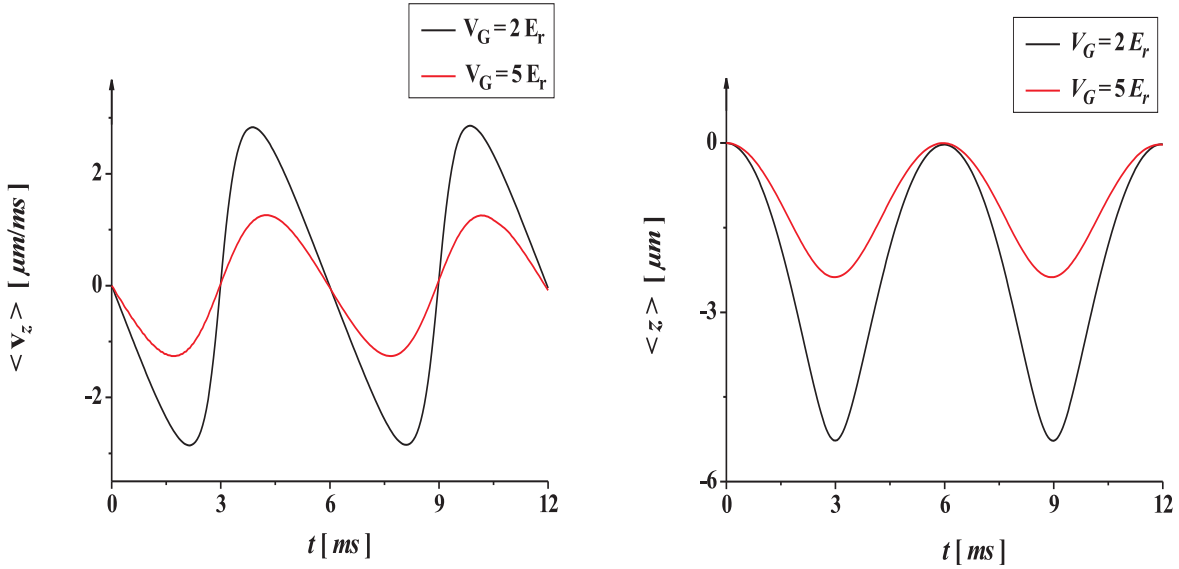 V_G = 2 E_r
V_G = 5 E_r
2
0
-2
< v_z > [ μm/ms ]
0
3
6
9
12
t [ ms ]
V_G = 2 E_r
V_G = 5 E_r
0
-3
-6
< z > [ μm ]
0
3
6
9
12
t [ ms ]